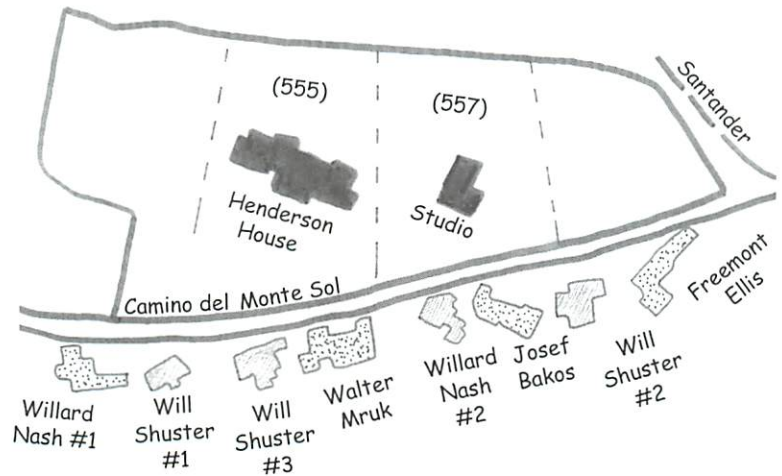 (555)
(557)
Santander
Henderson
House
Studio
Camino del Monte Sol
Freemont
Ellis
Willard
Nash #1
Will
Shuster
#1
Will
Shuster
#3
Walter
Mruk
Willard
Nash
#2
Josef
Bakos
Will
Shuster
#2